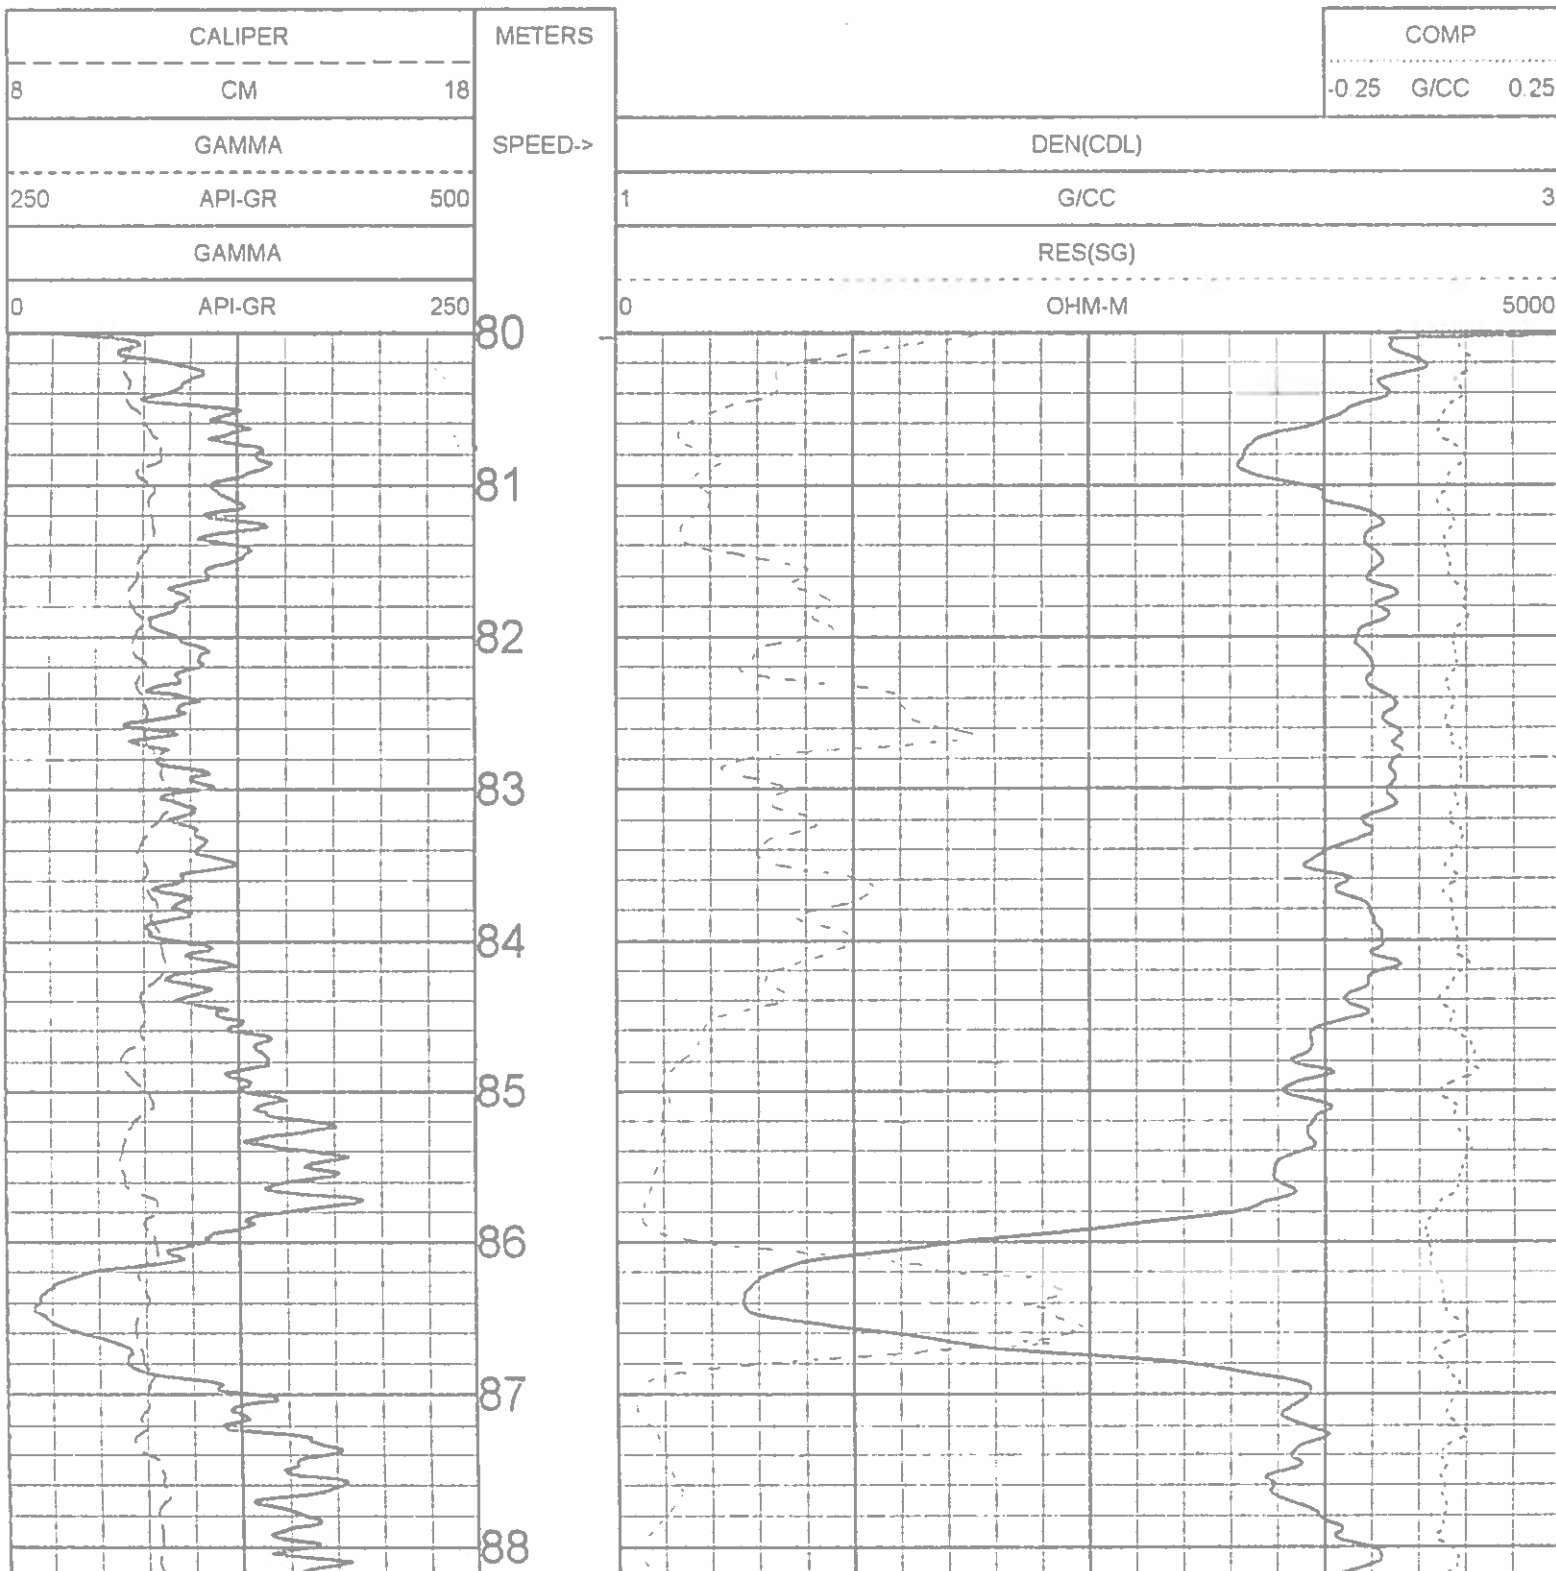 CALIPER METERS COMP
8 CM 18 -0.25 G/CC 0.25
GAMMA SPEED-> DEN(CDL)
250 API-GR 500 1 G/CC 3
GAMMA RES(SG)
0 API-GR 250 0 OHM-M 5000
80
81
82
83
84
85
86
87
88